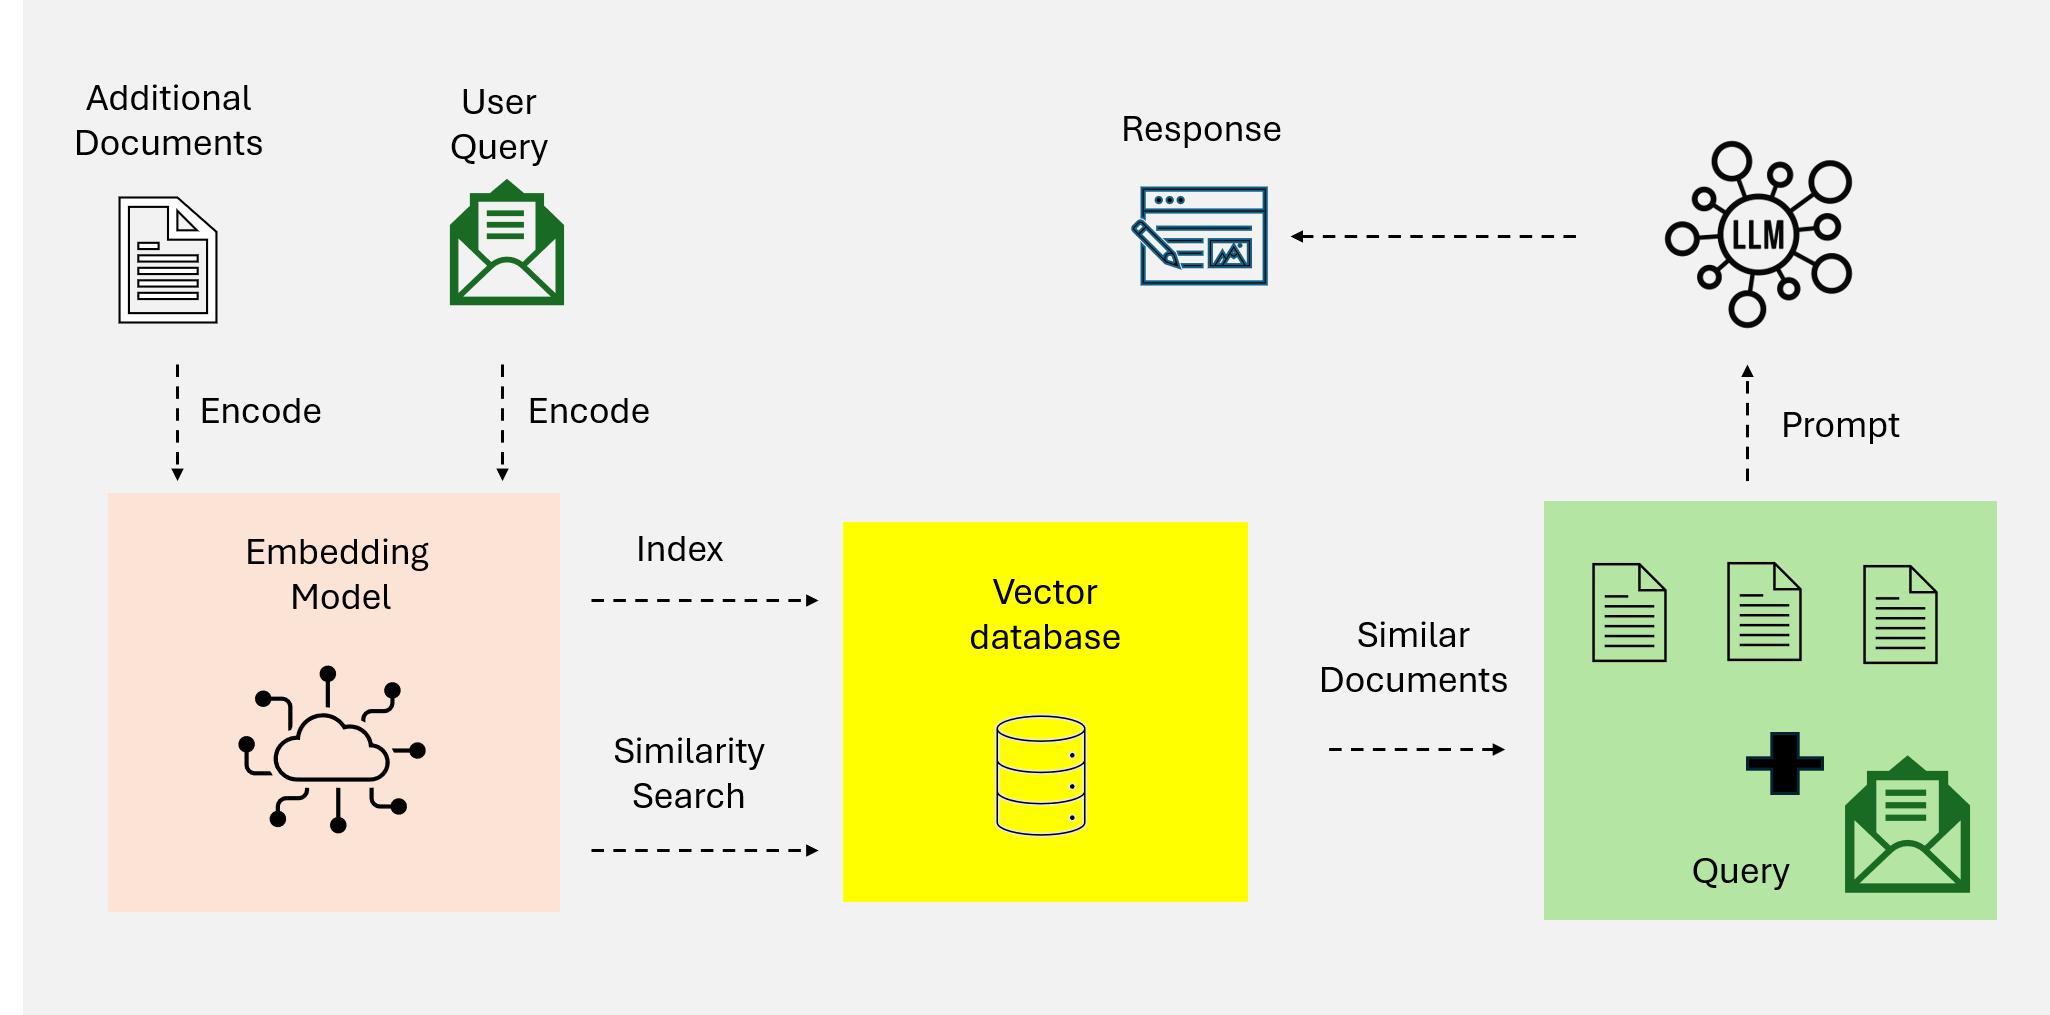 Additional
Documents
User
Query
Response
LLM
Encode
Encode
Prompt
Embedding
Model
Index
Similarity
Search
Vector
database
Similar
Documents
Query